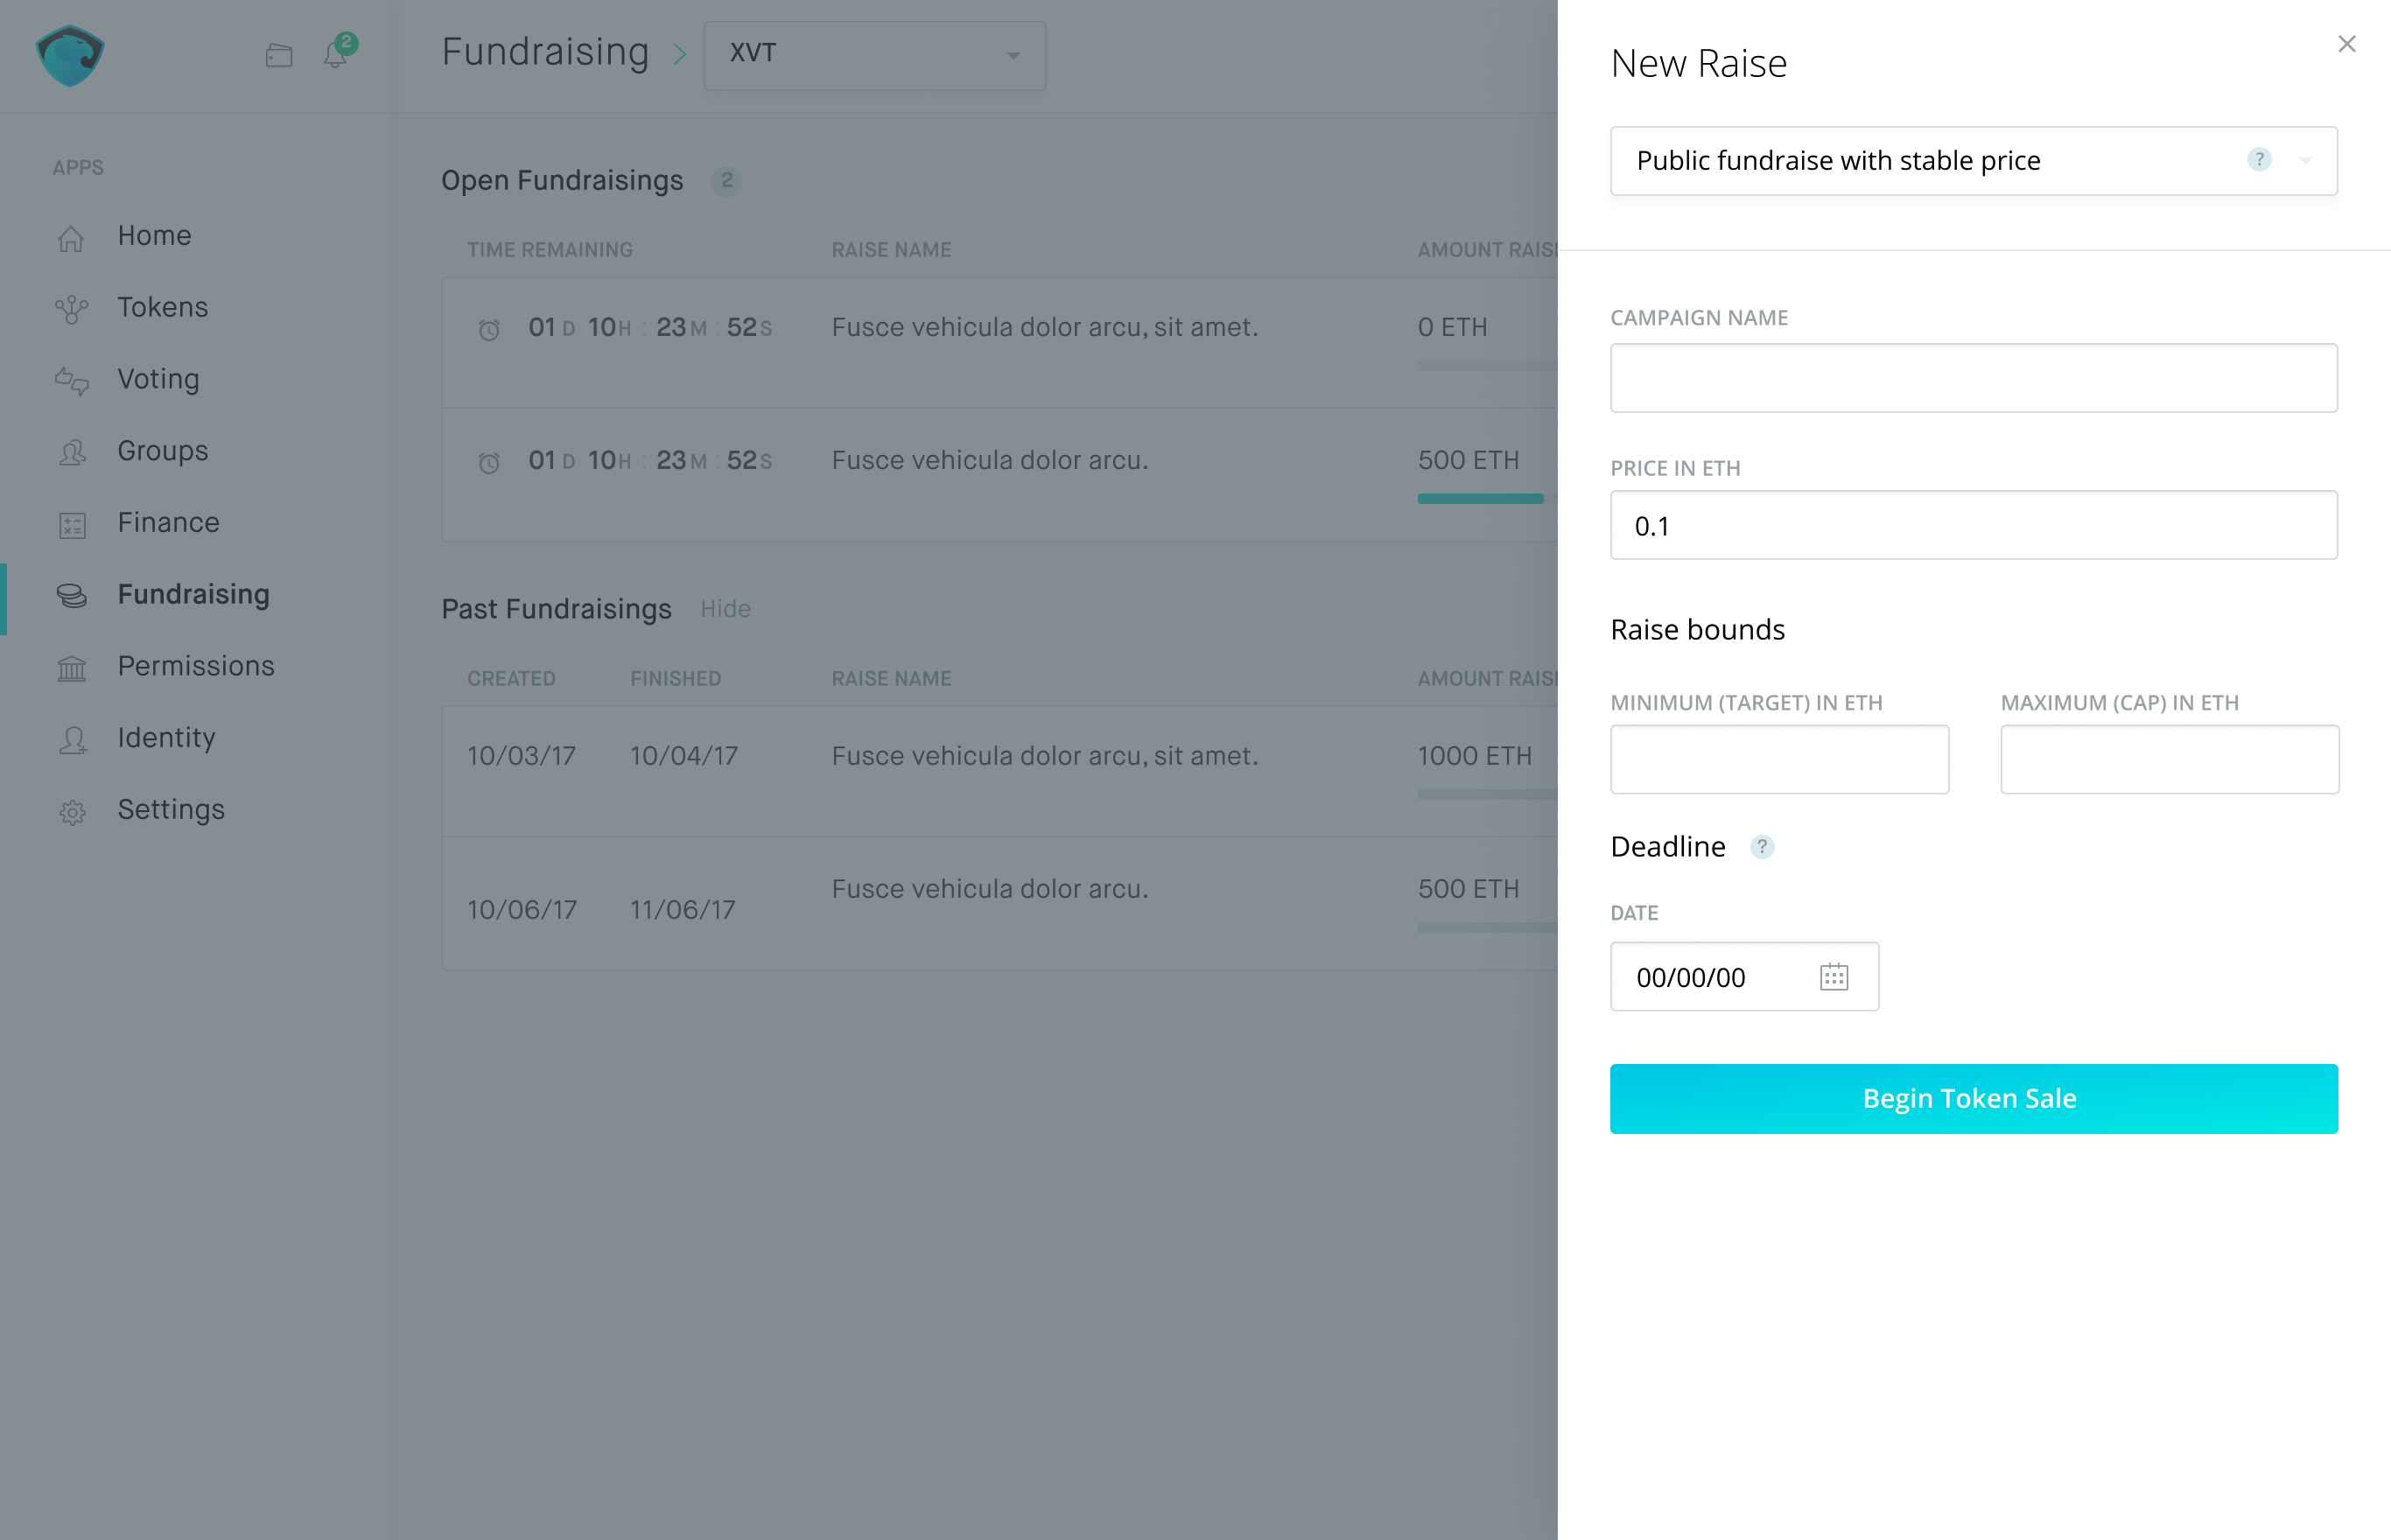 2
APPS
Home
Tokens
Voting
Groups
Finance
Fundraising
Permissions
Identity
Settings
Fundraising > XVT
Open Fundraisings 2
TIME REMAINING RAISE NAME AMOUNT RAIS
01 D 10 H : 23 M : 52 S Fusce vehicula dolor arcu, sit amet. 0 ETH
01 D 10 H : 23 M : 52 S Fusce vehicula dolor arcu. 500 ETH
Past Fundraisings Hide
CREATED FINISHED RAISE NAME AMOUNT RAIS
10/03/17 10/04/17 Fusce vehicula dolor arcu, sit amet. 1000 ETH
10/06/17 11/06/17 Fusce vehicula dolor arcu. 500 ETH
New Raise
Public fundraise with stable price ?
CAMPAIGN NAME
PRICE IN ETH
0.1
Raise bounds
MINIMUM (TARGET) IN ETH MAXIMUM (CAP) IN ETH
Deadline ?
DATE
00/00/00
Begin Token Sale